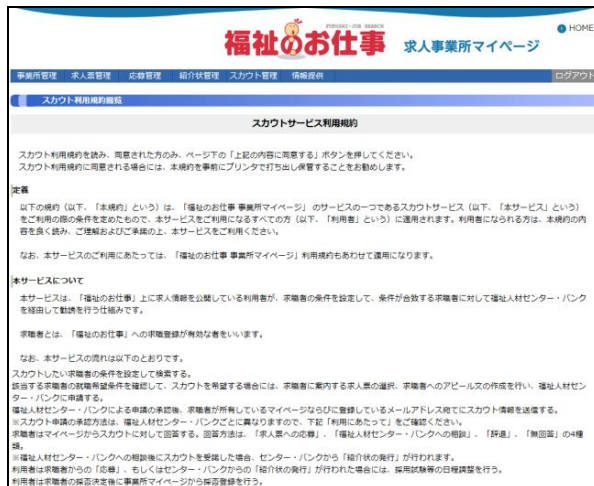 FUKUSHI - JOB SEARCH
福祉のお仕事
求人事業所マイページ
HOME
事業所管理 求人票管理 応募管理 紹介状管理 スカウト管理 情報提供
ログアウト
スカウト利用規約閲覧
スカウトサービス利用規約
スカウト利用規約を読み、同意された方のみ、ページ下の「上記の内容に同意する」ボタンを押してください。
スカウト利用規約に同意される場合には、本規約を事前にプリンタで打ち出し保管することをお勧めします。
定義
以下の規約(以下、「本規約」という)は、「福祉のお仕事 事業所マイページ」のサービスの一つであるスカウトサービス(以下、「本サービス」という)
をご利用の際の条件を定めたもので、本サービスをご利用になるすべての方(以下、「利用者」という)に適用されます。利用者になられる方は、本規約の内
容を良く読み、ご理解およびご承諾の上、本サービスをご利用ください。
なお、本サービスのご利用にあたっては、「福祉のお仕事 事業所マイページ」利用規約もあわせて適用になります。
本サービスについて
本サービスは、「福祉のお仕事」上に求人情報を公開している利用者が、求職者の条件を設定して、条件が合致する求職者に対して福祉人材センター・バンク
を経由して勧誘を行う仕組みです。
求職者とは、「福祉のお仕事」への求職登録が有効な者をいいます。
なお、本サービスの流れは以下のとおりです。
スカウトしたい求職者の条件を設定して検索する。
該当する求職者の就職希望条件を確認して、スカウトを希望する場合には、求職者に案内する求人票の選択、求職者へのアピール文の作成を行い、福祉人材セン
ター・バンクに申請する。
福祉人材センター・バンクによる申請の承認後、求職者が所有しているマイページならびに登録しているメールアドレス宛てにスカウト情報を送信する。
※スカウト申請の承認方法は、福祉人材センター・バンクごとに異なりますので、下記「利用にあたって」をご確認ください。
求職者はマイページからスカウトに対して回答する。回答方法は、「求人票への応募」、「福祉人材センター・バンクへの相談」、「辞退」、「無回答」の4種
類。
※福祉人材センター・バンクへの相談後にスカウトを受諾した場合、センター・バンクから「紹介状の発行」が行われます。
利用者は求職者からの「応募」、もしくはセンター・バンクからの「紹介状の発行」が行われた場合には、採用試験等の日程調整を行う。
利用者は求職者の採否決定後に事業所マイページから採否登録を行う。